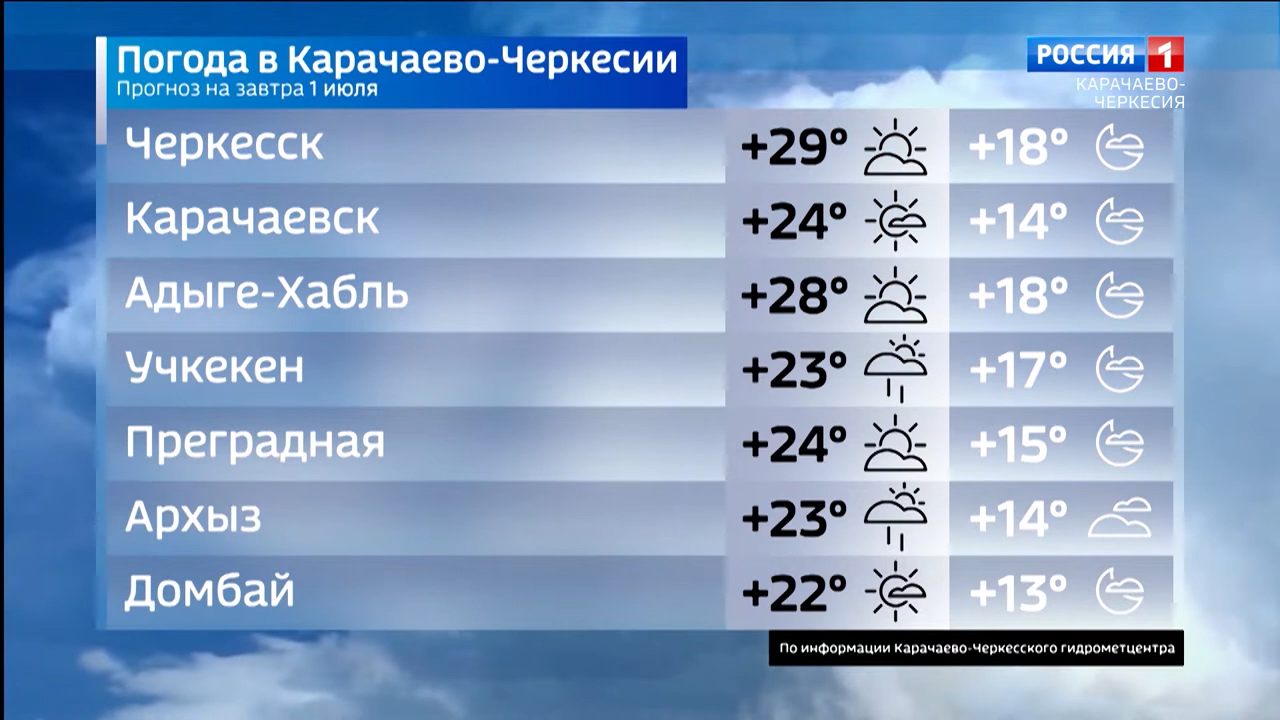 Погода в Карачаево-Черкесии
Прогноз на завтра 1 июля
РОССИЯ 1
КАРАЧАЕВО-
ЧЕРКЕСИЯ
Черкесск +29° +18°
Карачаевск +24° +14°
Адыге-Хабль +28° +18°
Учкекен +23° +17°
Преградная +24° +15°
Архыз +23° +14°
Домбай +22° +13°
По информации Карачаево-Черкесского гидрометцентра